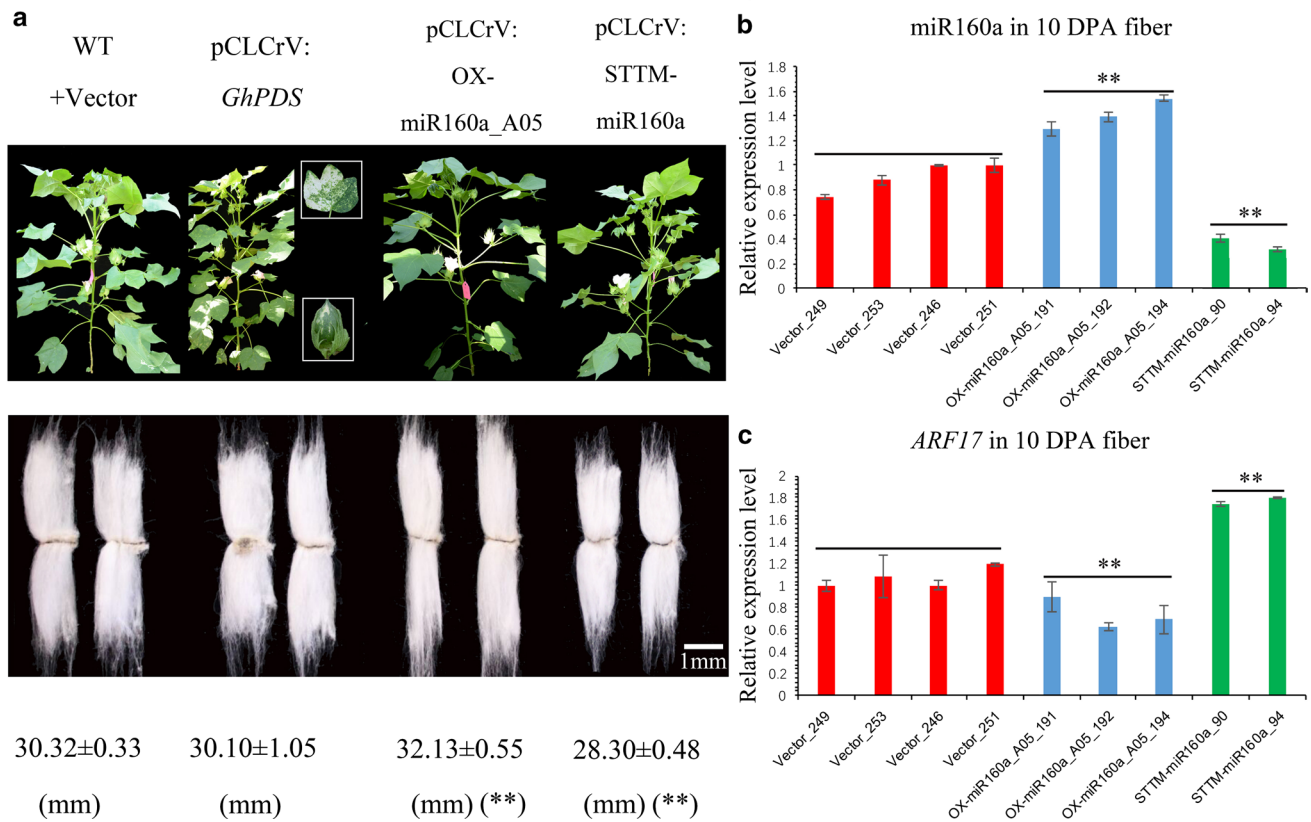 a
WT
+Vector
pCLCrV:
GhPDS
pCLCrV:
OX-
miR160a_A05
pCLCrV:
STTM-
miR160a
1mm
30.32±0.33
(mm)
30.10±1.05
(mm)
32.13±0.55
(mm) (**)
28.30±0.48
(mm) (**)
b
miR160a in 10 DPA fiber
Relative expression level
1.8
1.6
1.4
1.2
1
0.8
0.6
0.4
0.2
0
**
**
Vector_249
Vector_253
Vector_246
Vector_251
OX-miR160a_A05_191
OX-miR160a_A05_192
OX-miR160a_A05_194
STTM-miR160a_90
STTM-miR160a_94
c
ARF17 in 10 DPA fiber
Relative expression level
2
1.8
1.6
1.4
1.2
1
0.8
0.6
0.4
0.2
0
**
**
Vector_249
Vector_253
Vector_246
Vector_251
OX-miR160a_A05_191
OX-miR160a_A05_192
OX-miR160a_A05_194
STTM-miR160a_90
STTM-miR160a_94